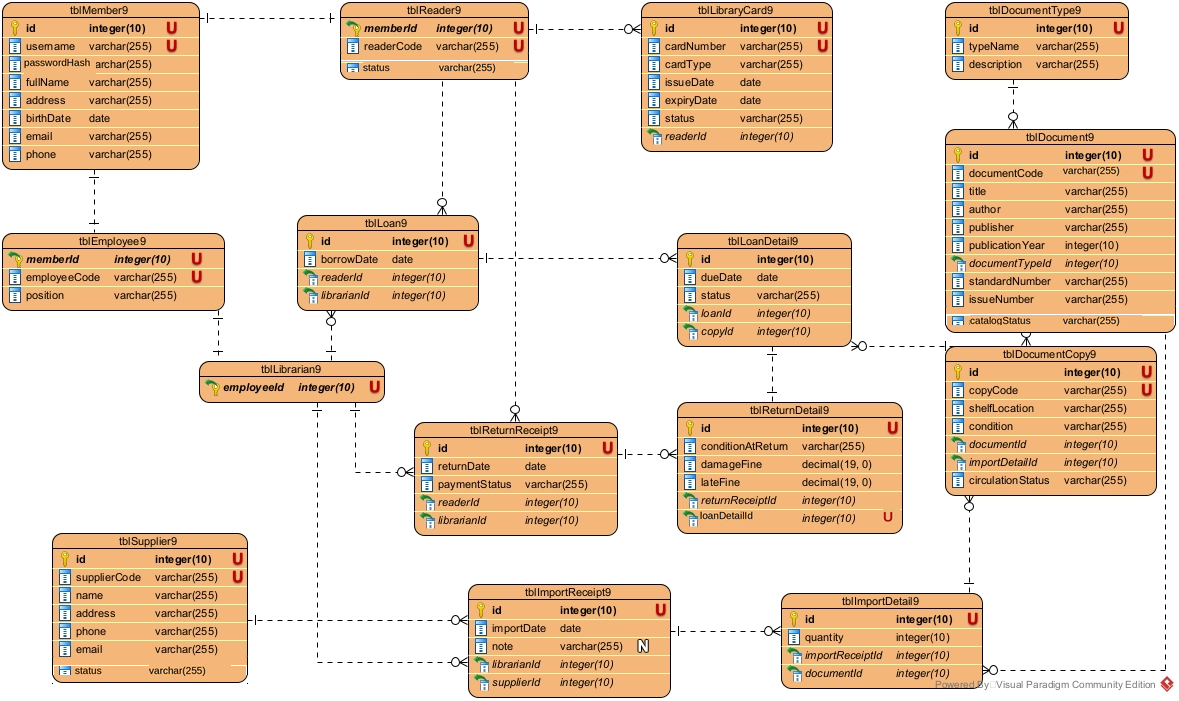 tblMember9
id integer(10) U
username varchar(255) U
passwordHash archar(255)
fullName varchar(255)
address varchar(255)
birthDate date
email varchar(255)
phone varchar(255)
tblReader9
memberId integer(10) U
readerCode varchar(255) U
status varchar(255)
tblLibraryCard9
id integer(10) U
cardNumber varchar(255) U
cardType varchar(255)
issueDate date
expiryDate date
status varchar(255)
readerId integer(10)
tblDocumentType9
id integer(10) U
typeName varchar(255)
description varchar(255)
tblDocument9
id integer(10) U
documentCode varchar(255) U
title varchar(255)
author varchar(255)
publisher varchar(255)
publicationYear integer(10)
documentTypeId integer(10)
standardNumber varchar(255)
issueNumber varchar(255)
catalogStatus varchar(255)
tblEmployee9
memberId integer(10) U
employeeCode varchar(255) U
position varchar(255)
tblLoan9
id integer(10) U
borrowDate date
readerId integer(10)
librarianId integer(10)
tblLoanDetail9
id integer(10)
dueDate date
status varchar(255)
loanId integer(10)
copyId integer(10)
tblLibrarian9
employeeId integer(10) U
tblDocumentCopy9
id integer(10) U
copyCode varchar(255) U
shelfLocation varchar(255)
condition varchar(255)
documentId integer(10)
importDetailId integer(10)
circulationStatus varchar(255)
tblReturnReceipt9
id integer(10) U
returnDate date
paymentStatus varchar(255)
readerId integer(10)
librarianId integer(10)
tblReturnDetail9
id integer(10) U
conditionAtReturn varchar(255)
damageFine decimal(19, 0)
lateFine decimal(19, 0)
returnReceiptId integer(10)
loanDetailId integer(10) U
tblSupplier9
id integer(10) U
supplierCode varchar(255) U
name varchar(255)
address varchar(255)
phone varchar(255)
email varchar(255)
status varchar(255)
tblImportReceipt9
id integer(10) U
importDate date
note varchar(255) N
librarianId integer(10)
supplierId integer(10)
tblImportDetail9
id integer(10) U
quantity integer(10)
importReceiptId integer(10)
documentId integer(10)
Powered By Visual Paradigm Community Edition